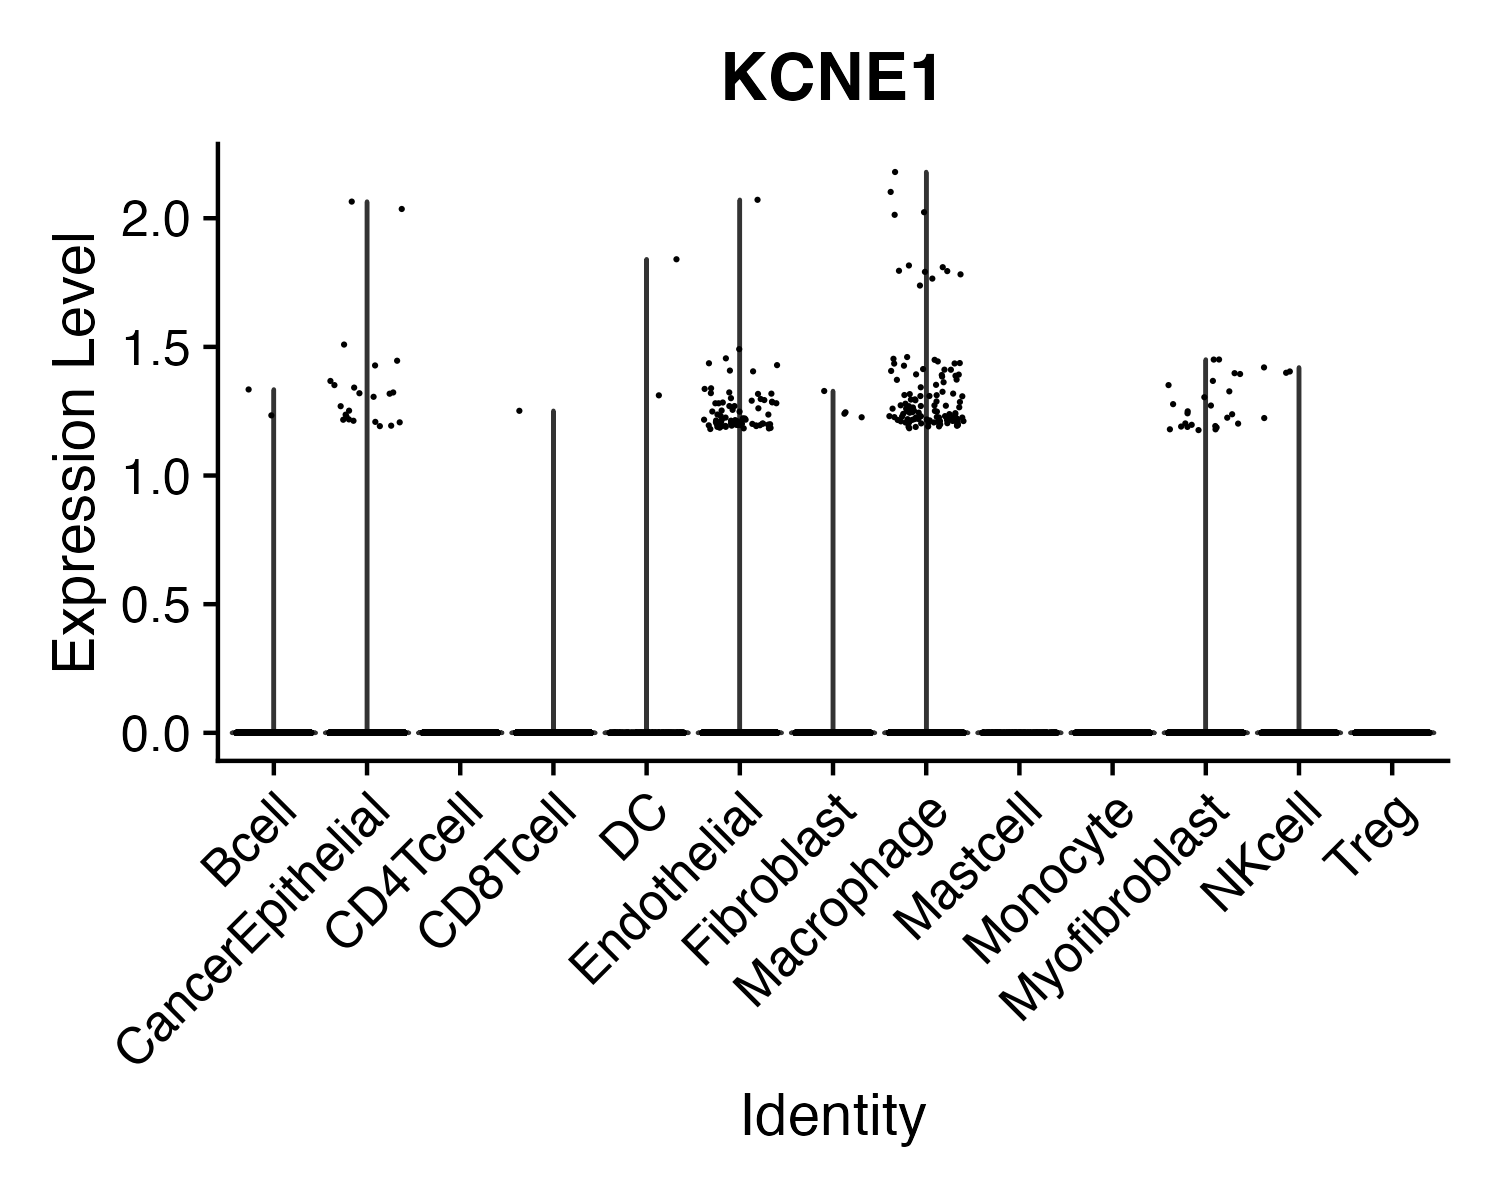 KCNE1
Expression Level
2.0
1.5
1.0
0.5
0.0
Bcell
CancerEpithelial
CD4Tcell
CD8Tcell
DC
Endothelial
Fibroblast
Macrophage
Mastcell
Monocyte
Myofibroblast
NKcell
Treg
Identity